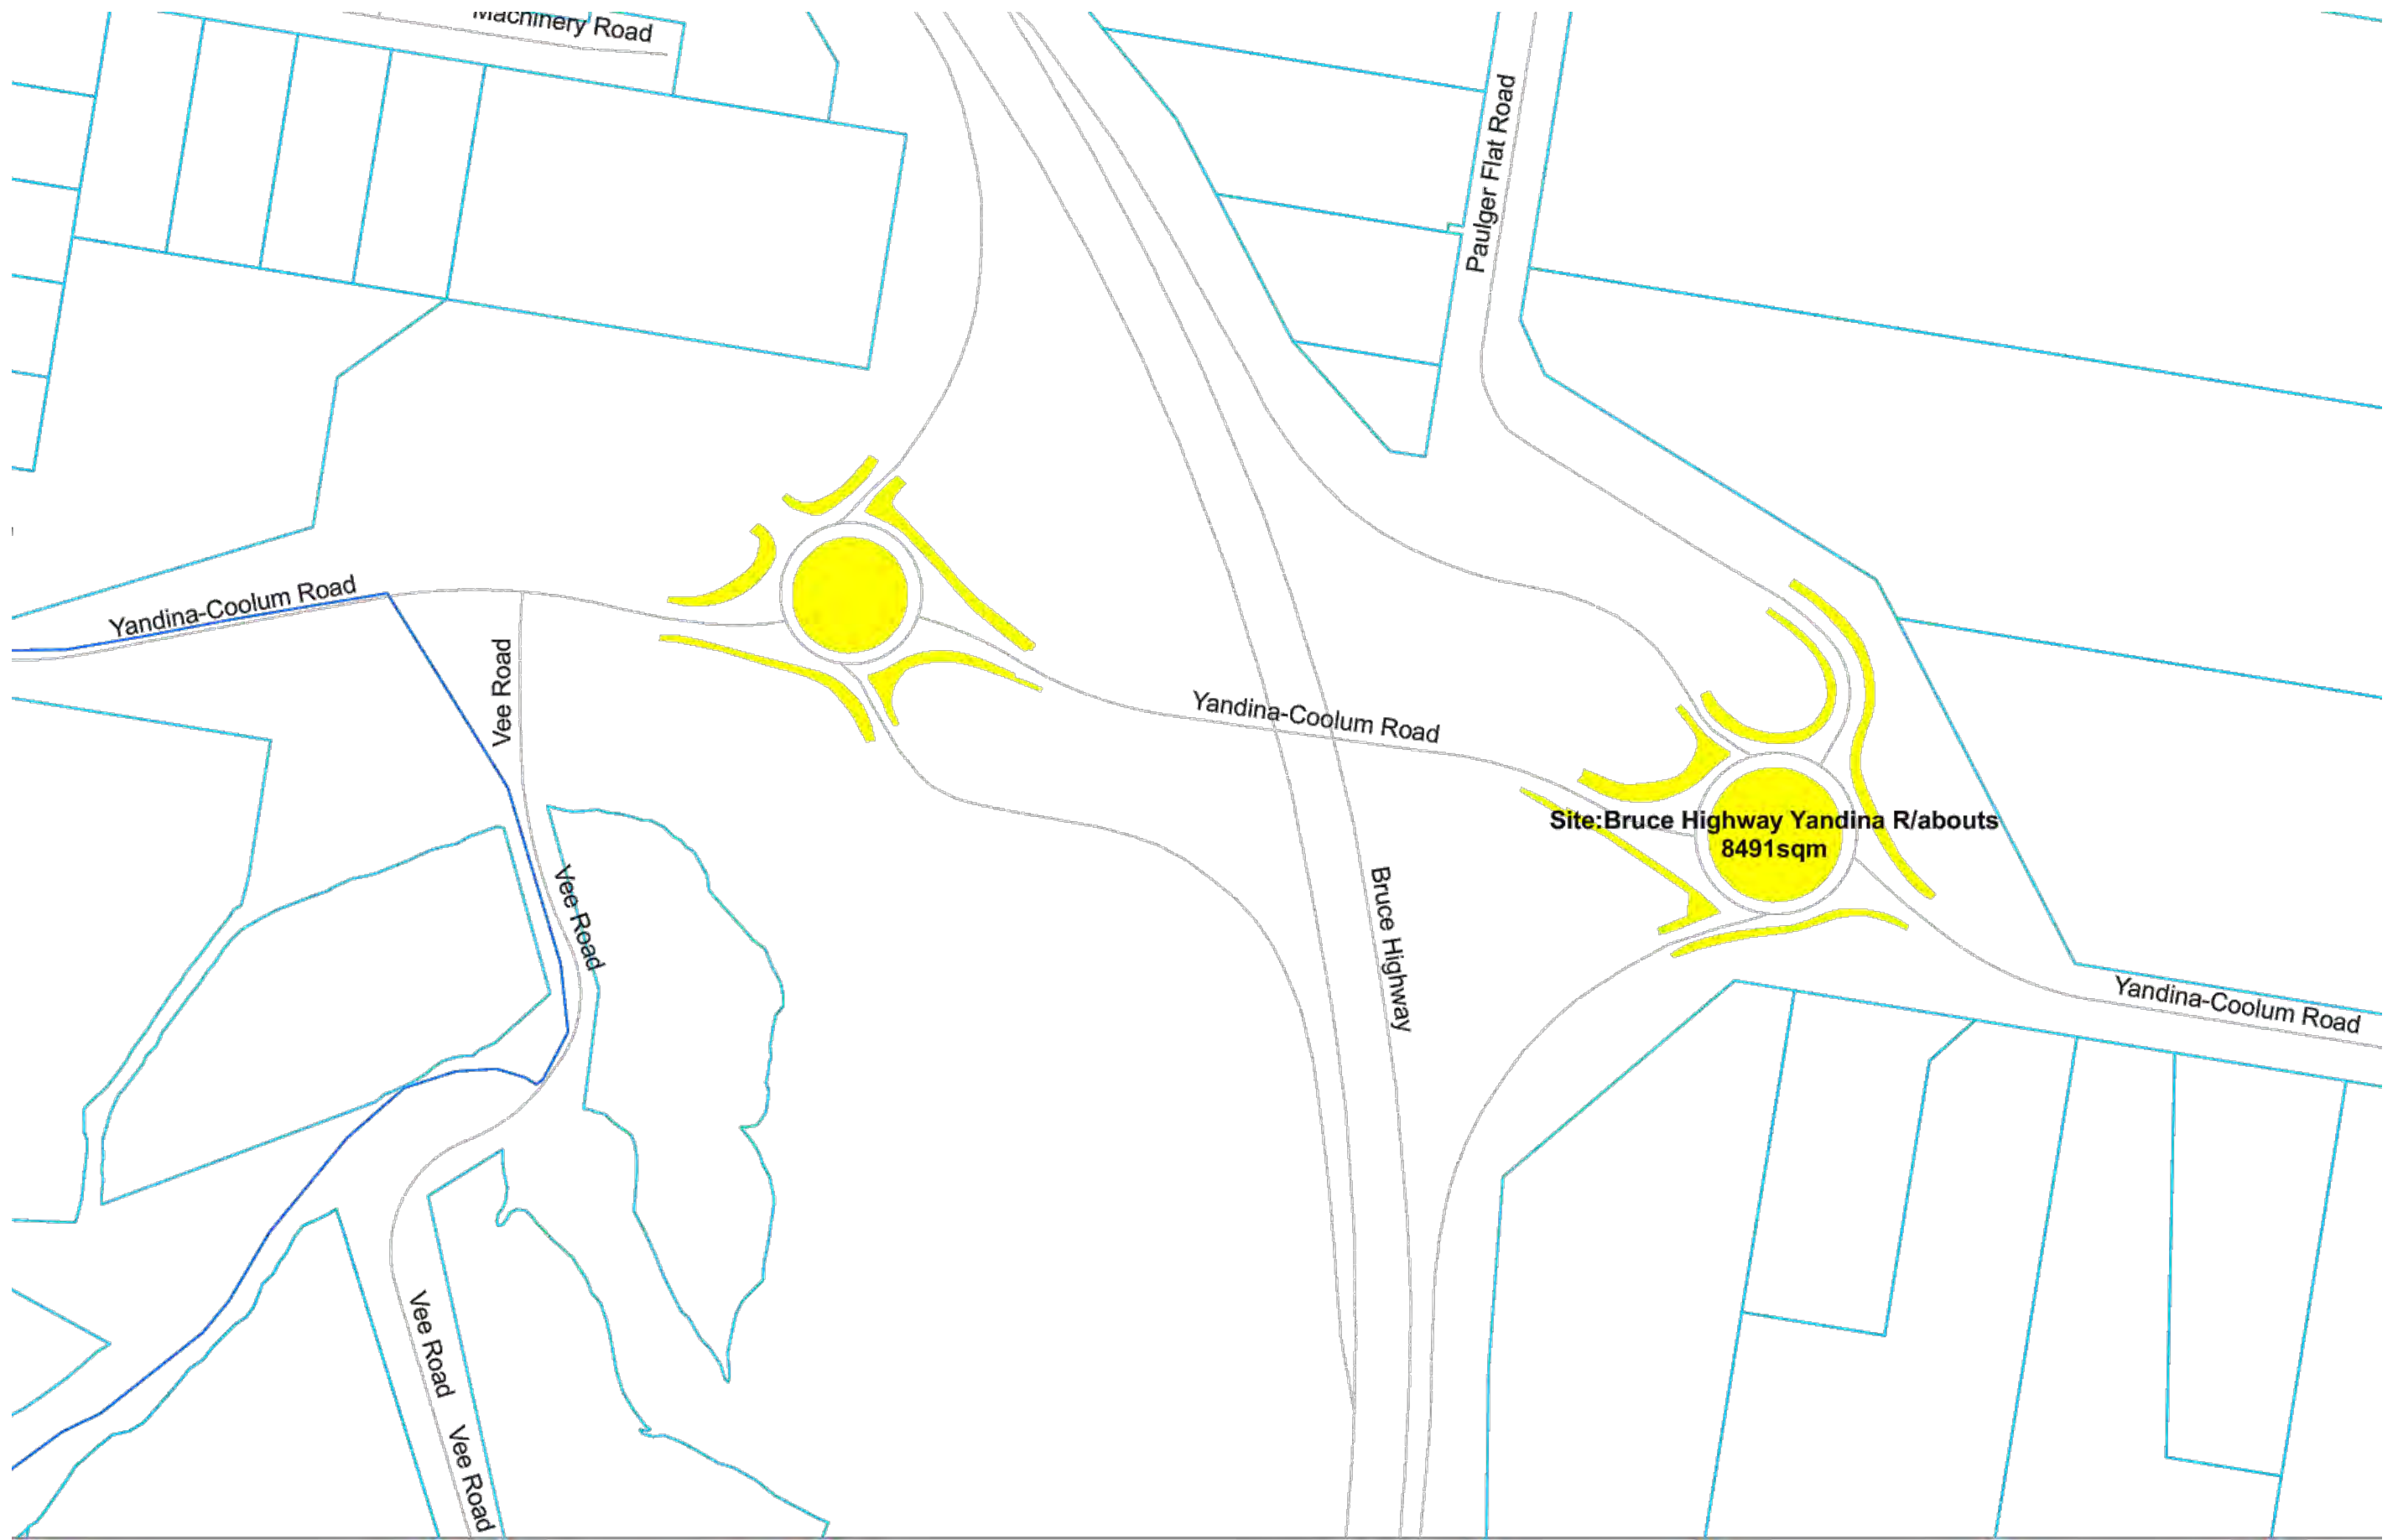 Machinery Road
Paulger Flat Road
Yandina-Coolum Road
Vee Road
Yandina-Coolum Road
Site:Bruce Highway Yandina R/abouts
8491sqm
Vee Road
Bruce Highway
Yandina-Coolum Road
Vee Road
Vee Road